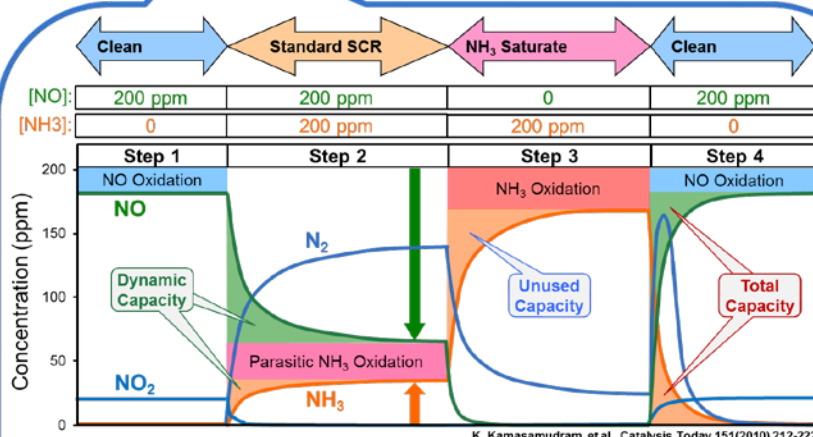 Clean Standard SCR NH₃ Saturate Clean
[NO]: 200 ppm 200 ppm 0 200 ppm
[NH3]: 0 200 ppm 200 ppm 0
Step 1 Step 2 Step 3 Step 4
200
NO Oxidation
NH₃ Oxidation
NO Oxidation
NO
150
N₂
Dynamic
Capacity
Unused
Capacity
Total
Capacity
100
Concentration (ppm)
50
Parasitic NH₃ Oxidation
NO₂
NH₃
0
K. Kamasamudram, et al., Catalysis Today 151(2010) 212-222